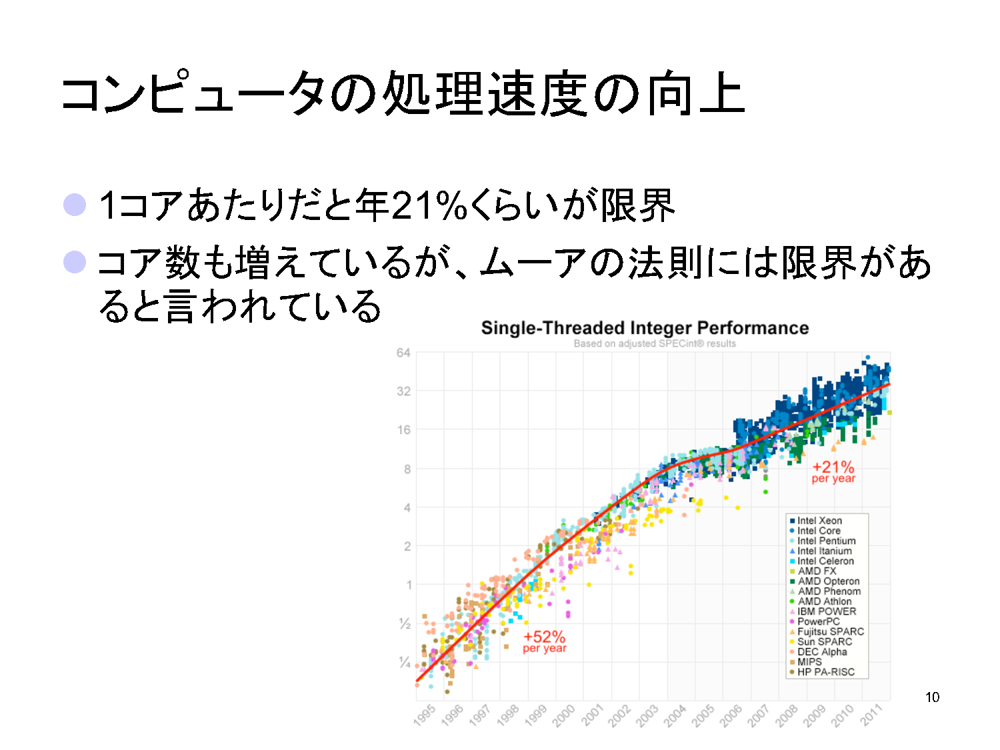 コンピュータの処理速度の向上
● 1コアあたりだと年21%くらいが限界
● コア数も増えているが、ムーアの法則には限界があ
ると言われている
Single-Threaded Integer Performance
Based on adjusted SPECint® results
64
32
16
8
4
2
1
½
¼
+21%
per year
+52%
per year
Intel Xeon
Intel Core
Intel Pentium
Intel Itanium
Intel Celeron
AMD FX
AMD Opteron
AMD Phenom
AMD Athlon
IBM POWER
PowerPC
Fujitsu SPARC
Sun SPARC
DEC Alpha
MIPS
HP PA-RISC
1995 1996 1997 1998 1999 2000 2001 2002 2003 2004 2005 2006 2007 2008 2009 2010 2011
10